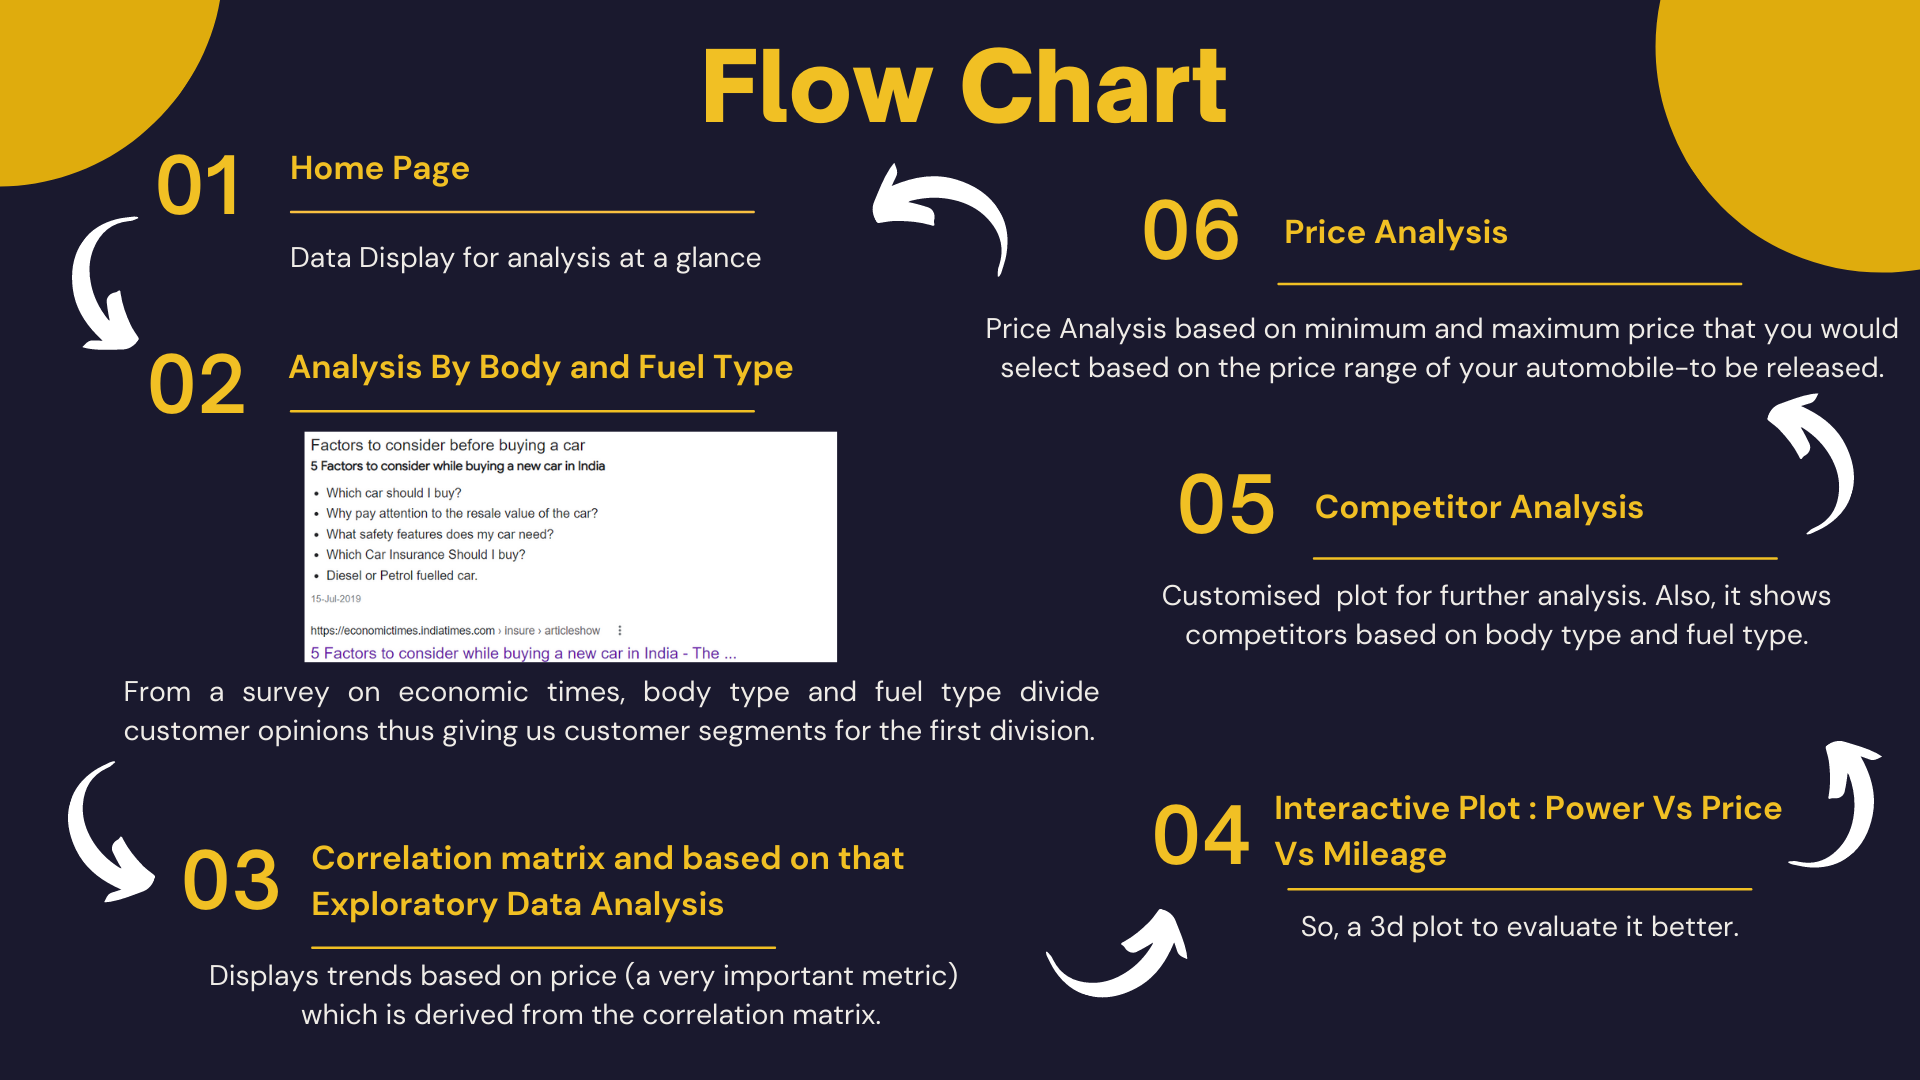 Flow Chart
01
Home Page
Data Display for analysis at a glance
02
Analysis By Body and Fuel Type
Factors to consider before buying a car
5 Factors to consider while buying a new car in India
• Which car should I buy?
• Why pay attention to the resale value of the car?
• What safety features does my car need?
• Which Car Insurance Should I buy?
• Diesel or Petrol fuelled car.
15-Jul-2019
https://economictimes.indiatimes.com › insure › articleshow
5 Factors to consider while buying a new car in India - The ...
From a survey on economic times, body type and fuel type divide
customer opinions thus giving us customer segments for the first division.
03
Correlation matrix and based on that
Exploratory Data Analysis
Displays trends based on price (a very important metric)
which is derived from the correlation matrix.
04
Interactive Plot : Power Vs Price
Vs Mileage
So, a 3d plot to evaluate it better.
05
Competitor Analysis
Customised  plot for further analysis. Also, it shows
competitors based on body type and fuel type.
06
Price Analysis
Price Analysis based on minimum and maximum price that you would
select based on the price range of your automobile-to be released.